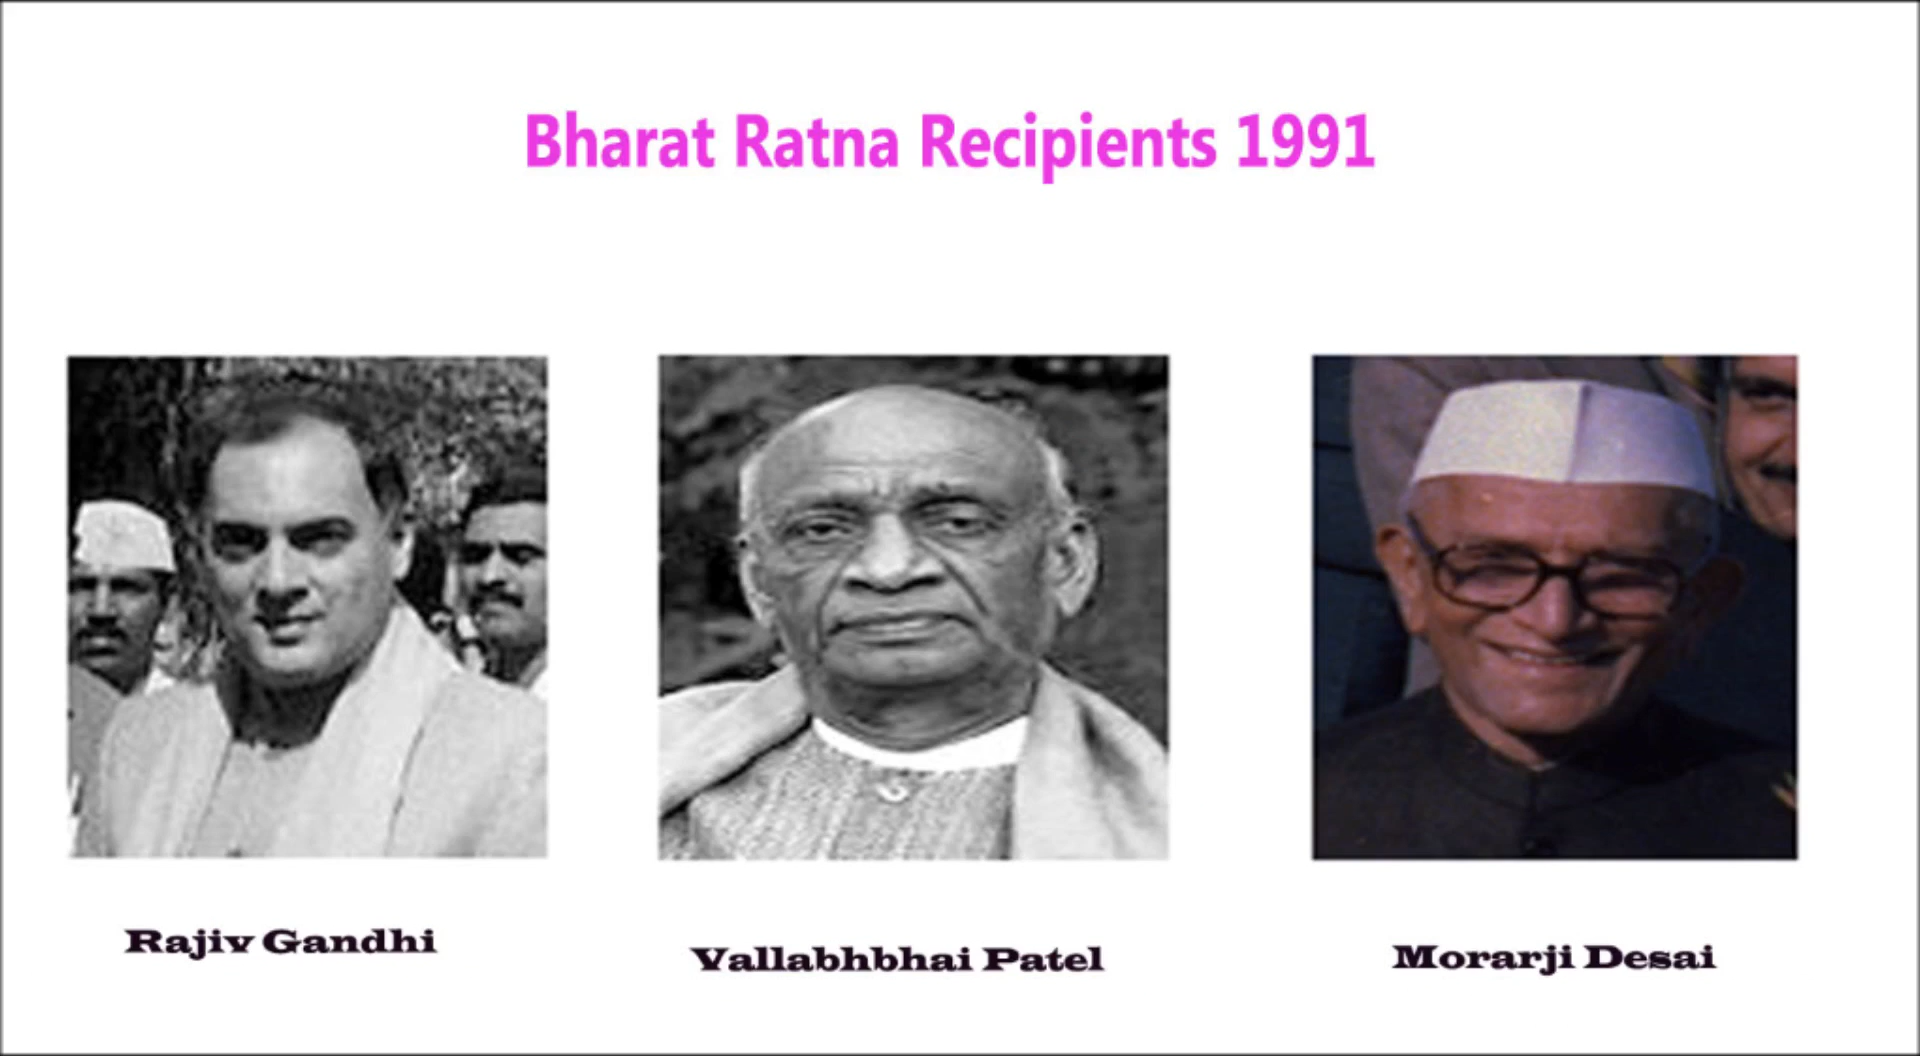 Bharat Ratna Recipients 1991
Rajiv Gandhi
Vallabhbhai Patel
Morarji Desai